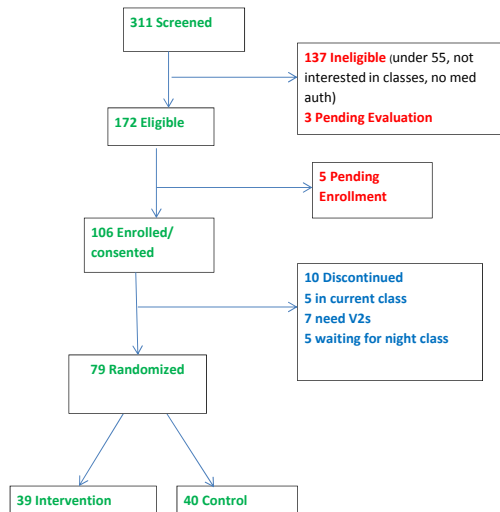 311 Screened
137 Ineligible (under 55, not
interested in classes, no med
auth)
3 Pending Evaluation
172 Eligible
5 Pending
Enrollment
106 Enrolled/
consented
10 Discontinued
5 in current class
7 need V2s
5 waiting for night class
79 Randomized
39 Intervention
40 Control